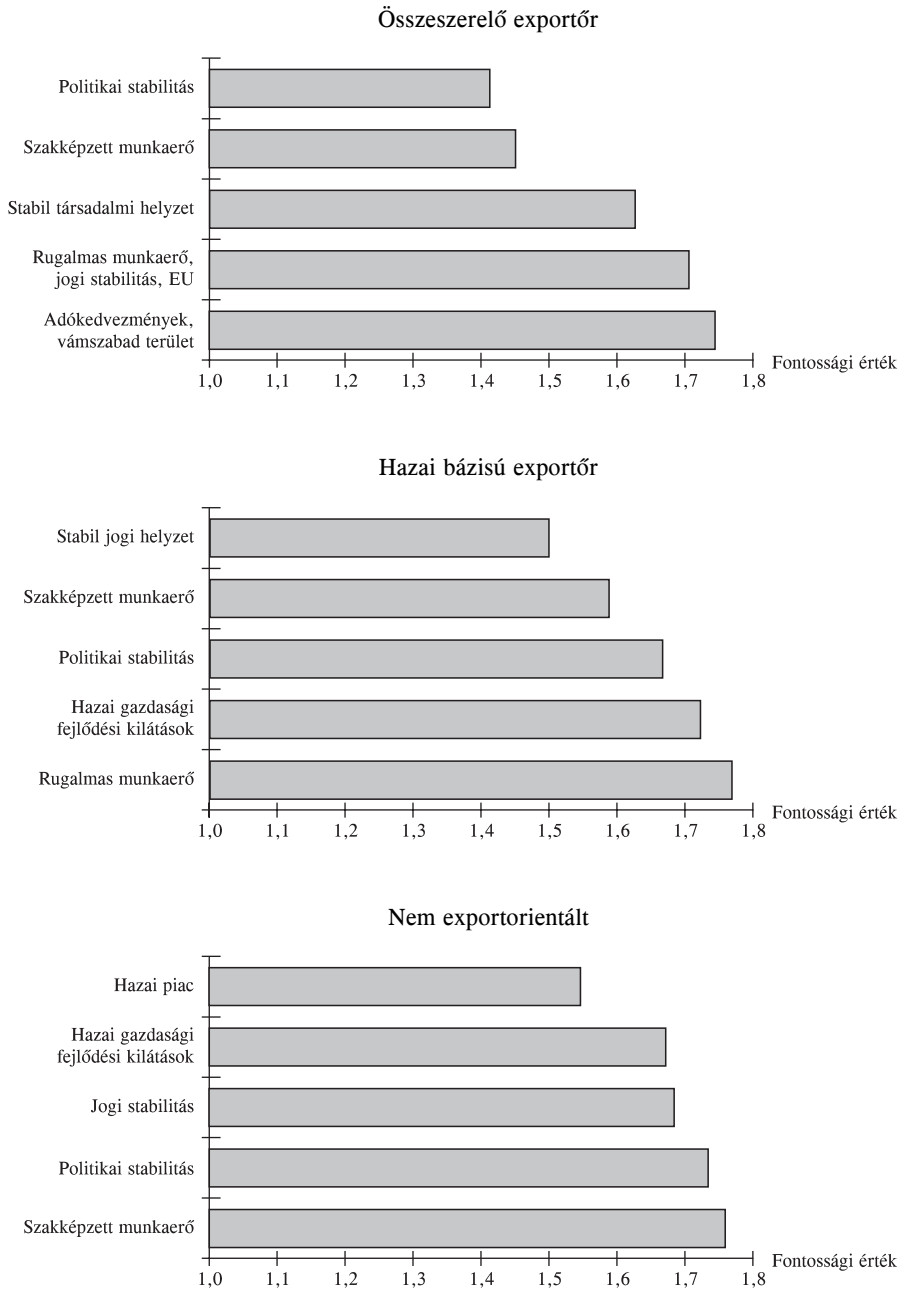 Összeszerelő exportőr
Politikai stabilitás
Szakképzett munkaerő
Stabil társadalmi helyzet
Rugalmas munkaerő,
jogi stabilitás, EU
Adókedvezmények,
vámszabad terület
Fontossági érték
1,0 1,1 1,2 1,3 1,4 1,5 1,6 1,7 1,8
Hazai bázisú exportőr
Stabil jogi helyzet
Szakképzett munkaerő
Politikai stabilitás
Hazai gazdasági
fejlődési kilátások
Rugalmas munkaerő
Fontossági érték
1,0 1,1 1,2 1,3 1,4 1,5 1,6 1,7 1,8
Nem exportorientált
Hazai piac
Hazai gazdasági
fejlődési kilátások
Jogi stabilitás
Politikai stabilitás
Szakképzett munkaerő
Fontossági érték
1,0 1,1 1,2 1,3 1,4 1,5 1,6 1,7 1,8